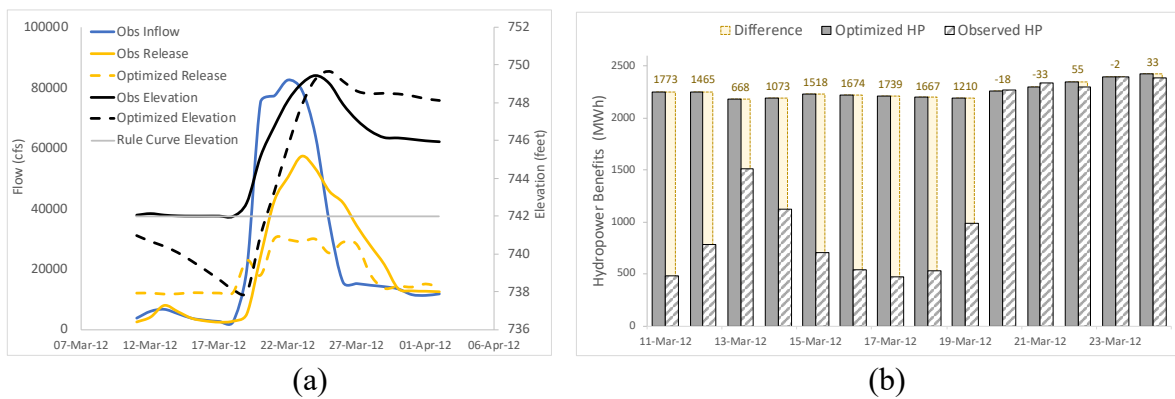 100000
80000
60000
40000
20000
0
Flow (cfs)
Obs Inflow
Obs Release
Optimized Release
Obs Elevation
Optimized Elevation
Rule Curve Elevation
752
750
748
746
744
742
740
738
736
Elevation (feet)
07-Mar-12 12-Mar-12 17-Mar-12 22-Mar-12 27-Mar-12 01-Apr-12 06-Apr-12
(a)
Difference Optimized HP Observed HP
2500
2000
1500
1000
500
0
Hydropower Benefits (MWh)
1773 1465 668 1073 1518 1674 1739 1667 1210 -18 -33 55 -2 33
11-Mar-12 13-Mar-12 15-Mar-12 17-Mar-12 19-Mar-12 21-Mar-12 23-Mar-12
(b)